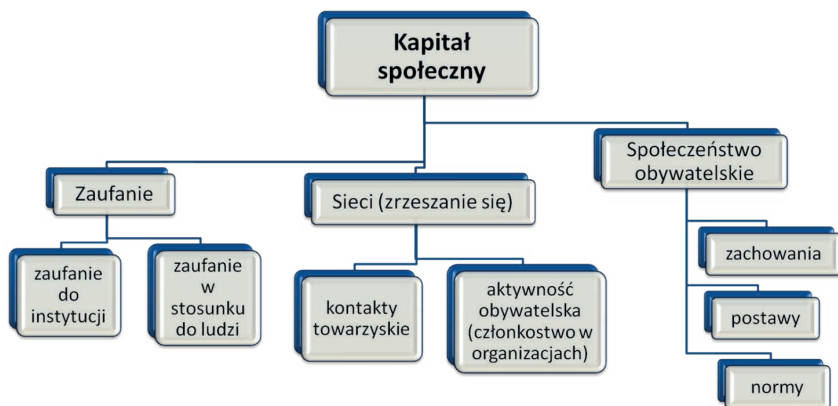 Kapitał
społeczny
Zaufanie
zaufanie
do
instytucji
zaufanie
w
stosunku
do ludzi
Sieci (zrzeszanie się)
kontakty
towarzyskie
aktywność
obywatelska
(członkostwo w
organizacjach)
Społeczeństwo
obywatelskie
zachowania
postawy
normy